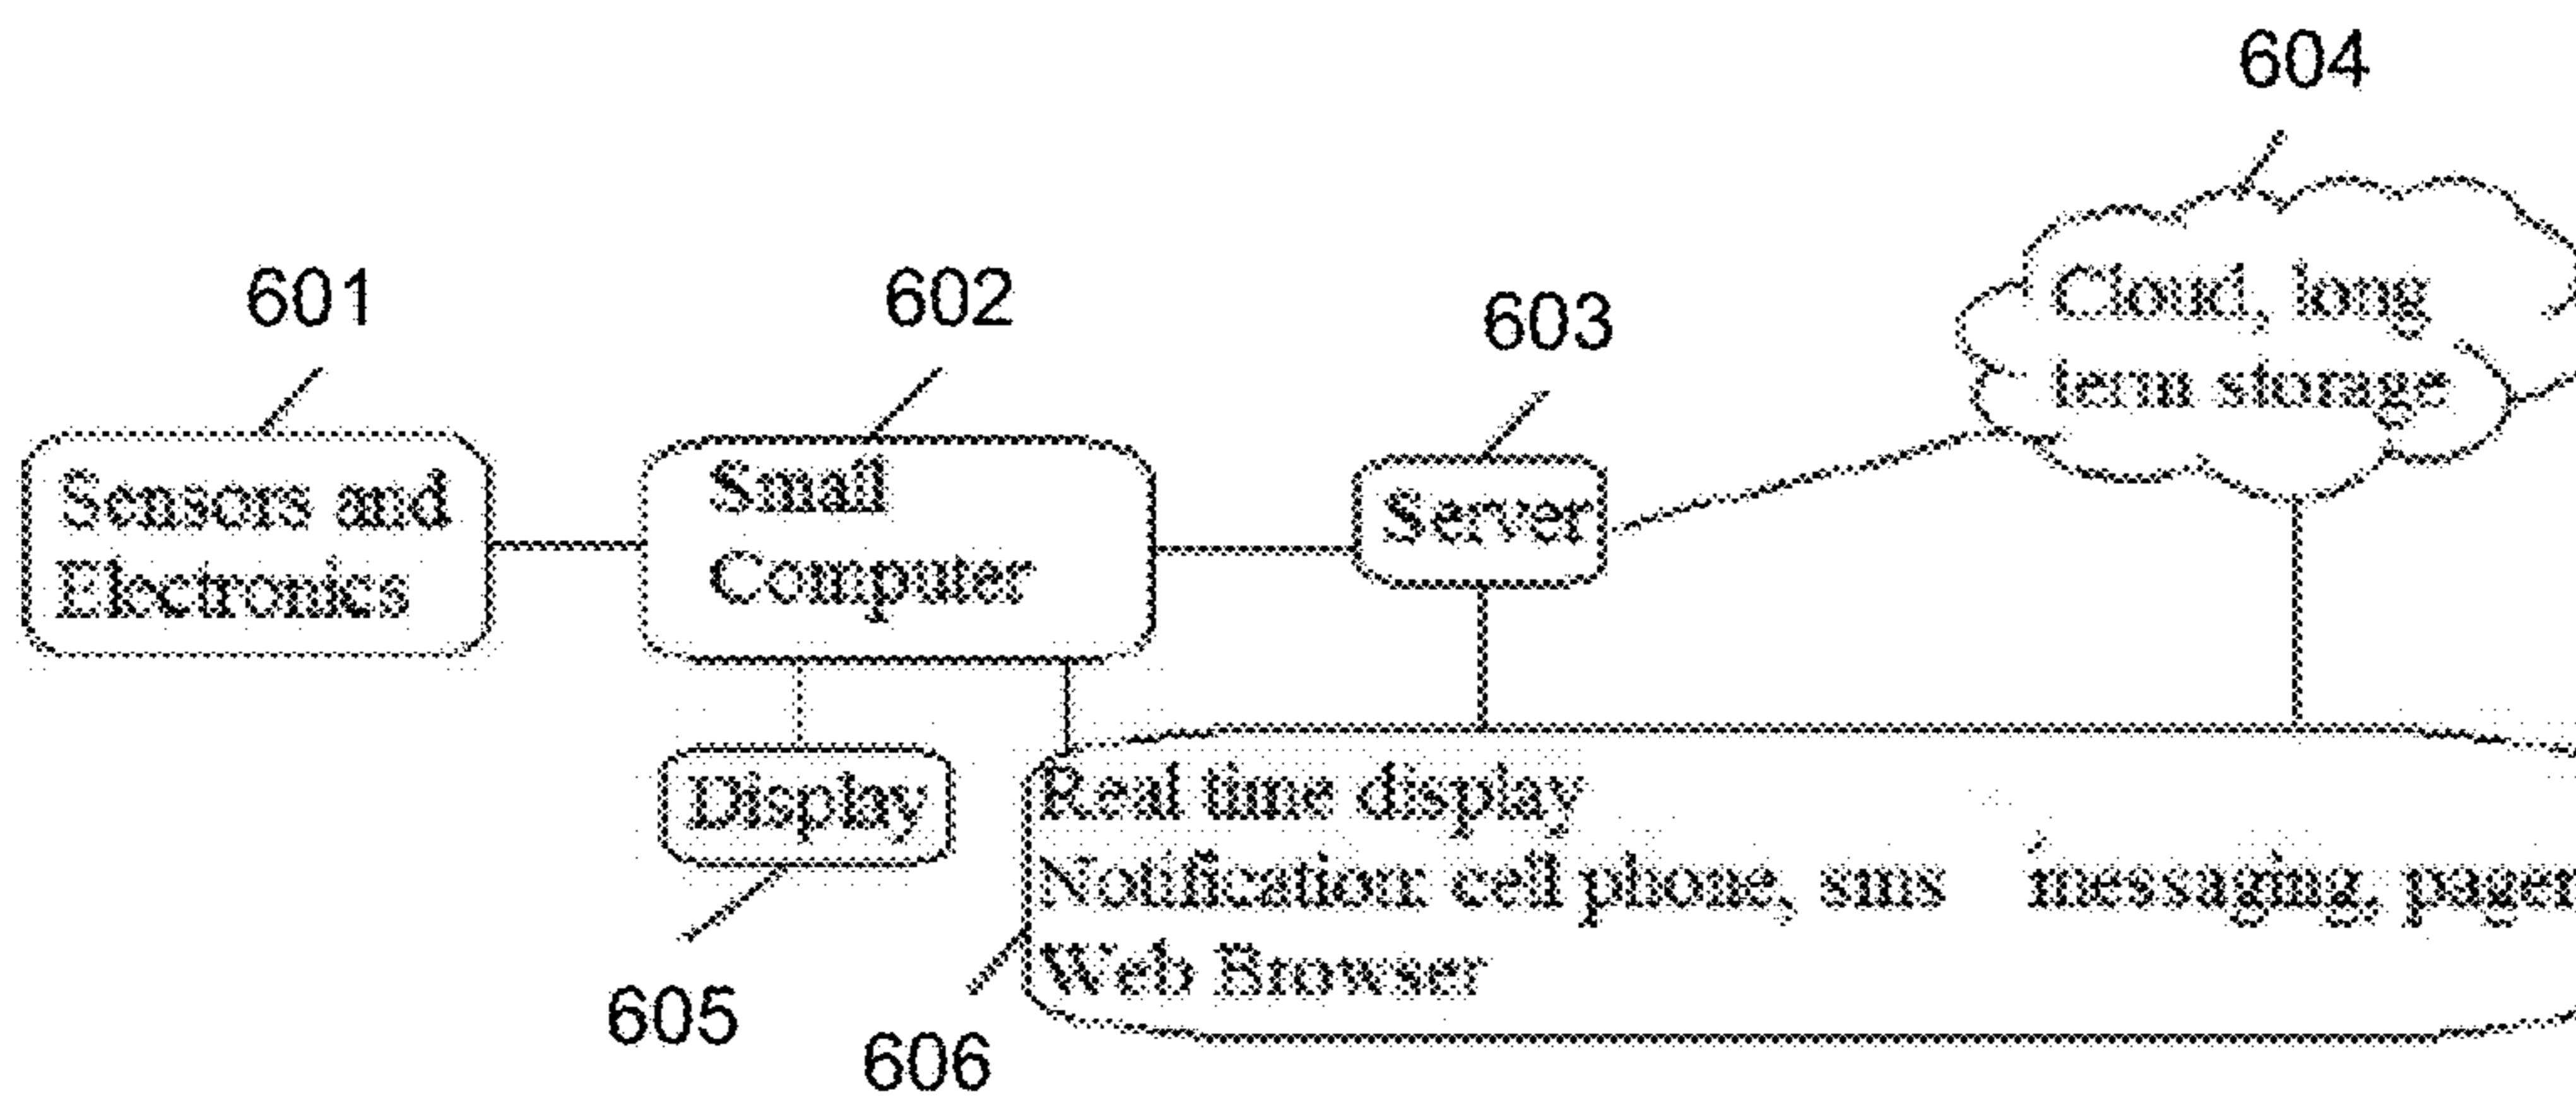 604
601
602
603
Cloud, long
term storage
Sensors and
Electronics
Small
Computer
Server
Display
Real time display
Notification: cell phone, sms messaging, pager
Web Browser
605
606